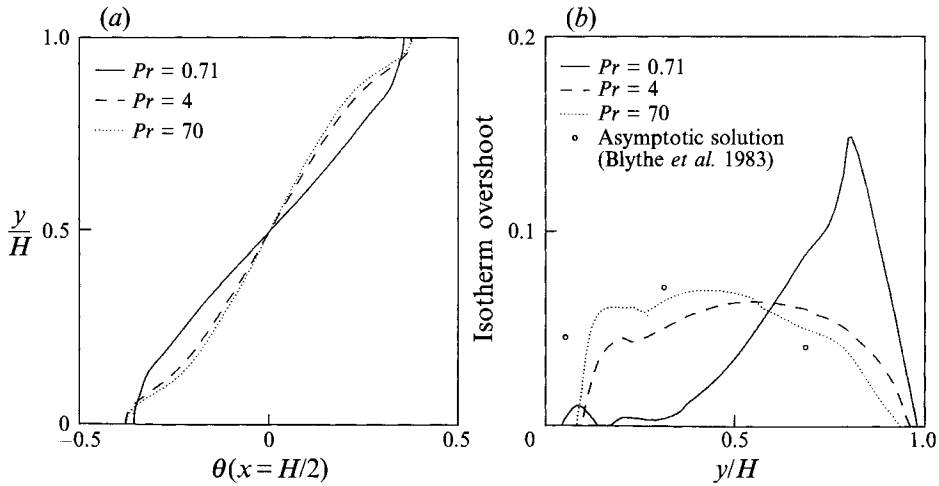 (a)
1.0
Pr = 0.71
Pr = 4
Pr = 70
y/H
0.5
0
−0.5
0
0.5
θ(x = H/2)
(b)
0.2
Pr = 0.71
Pr = 4
Pr = 70
Asymptotic solution
(Blythe et al. 1983)
Isotherm overshoot
0.1
0
0.5
1.0
y/H